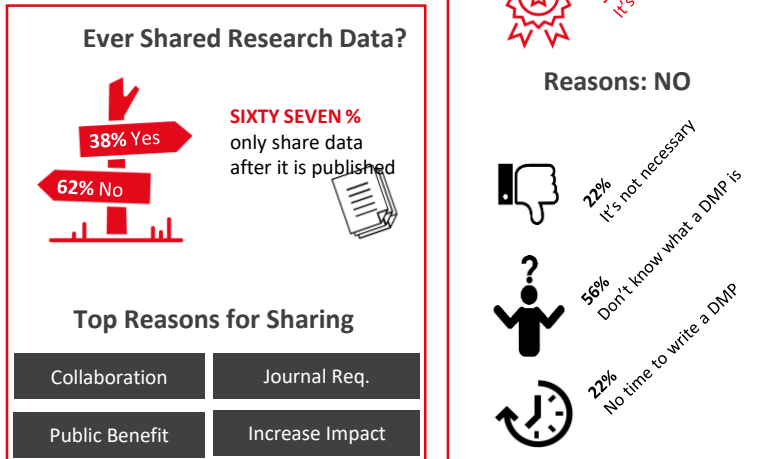 Ever Shared Research Data?
38% Yes
62% No
SIXTY SEVEN %
only share data
after it is published
Top Reasons for Sharing
Collaboration
Journal Req.
Public Benefit
Increase Impact
It's
Reasons: NO
22%
It's not necessary
56%
Don't know what a DMP is
22%
No time to write a DMP